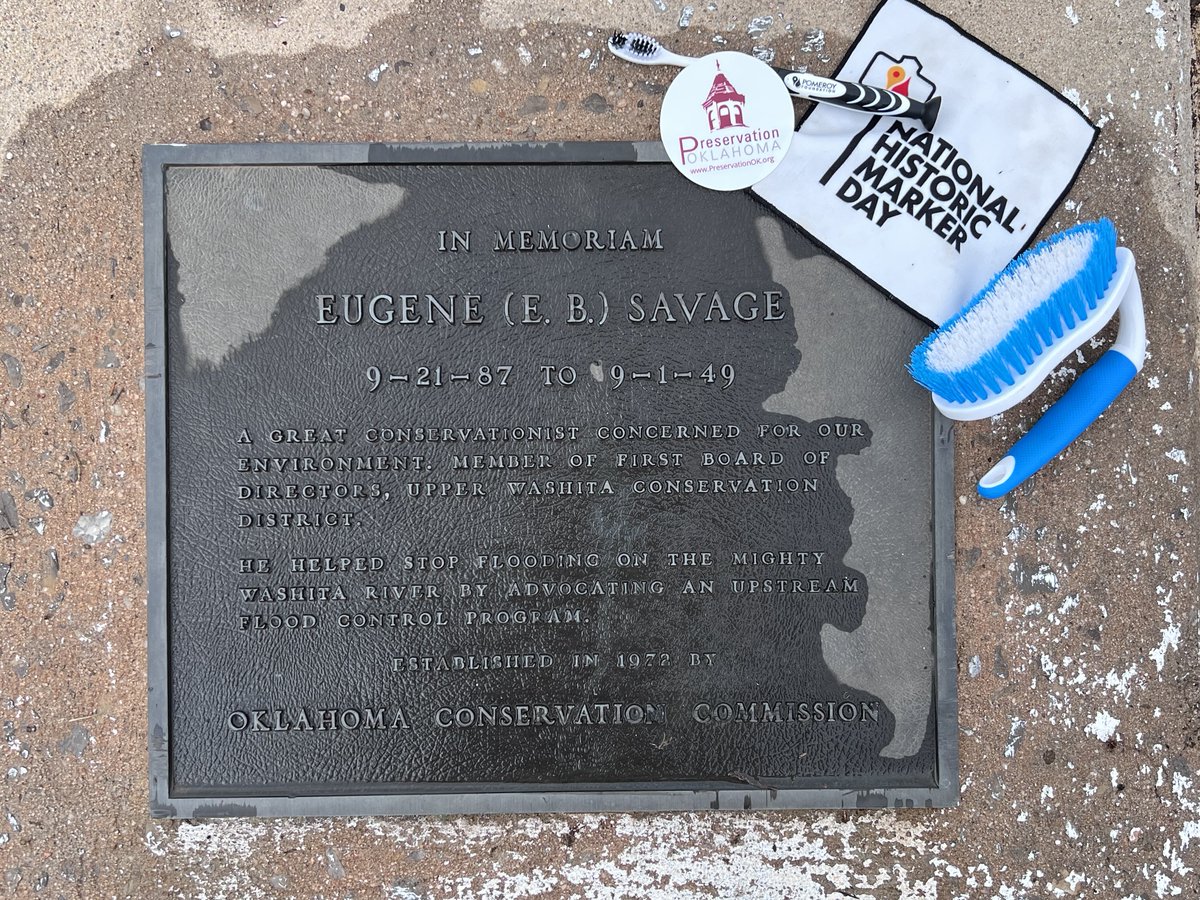 POMEROY
FOUNDATION
Preservation
OKLAHOMA
www.PreservationOK.org
NATIONAL
HISTORIC
MARKER
DAY
IN MEMORIAM
EUGENE (E. B.) SAVAGE
9-21-87 TO 9-1-49
A GREAT CONSERVATIONIST CONCERNED FOR OUR
ENVIRONMENT. MEMBER OF FIRST BOARD OF
DIRECTORS, UPPER WASHITA CONSERVATION
DISTRICT.
HE HELPED STOP FLOODING ON THE MIGHTY
WASHITA RIVER BY ADVOCATING AN UPSTREAM
FLOOD CONTROL PROGRAM.
ESTABLISHED IN 1972 BY
OKLAHOMA CONSERVATION COMMISSION